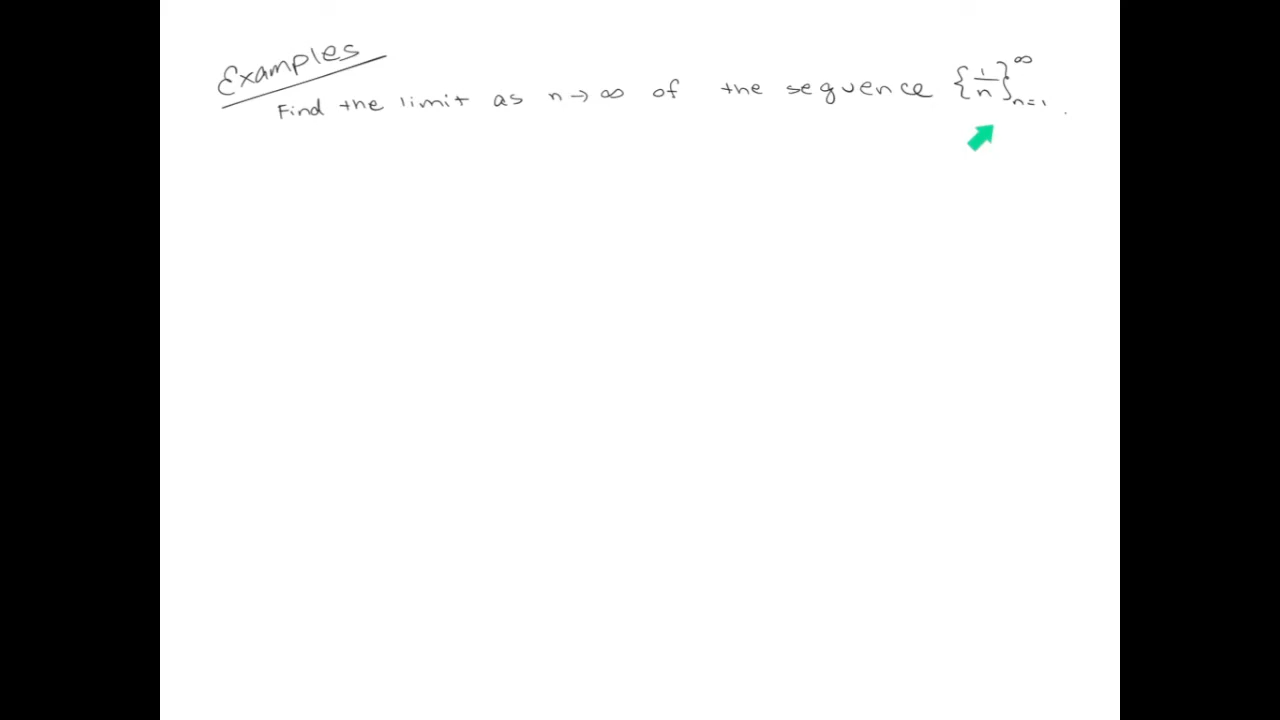 Examples
Find the limit as n → ∞ of the sequence {1/n}_{n=1}^∞.